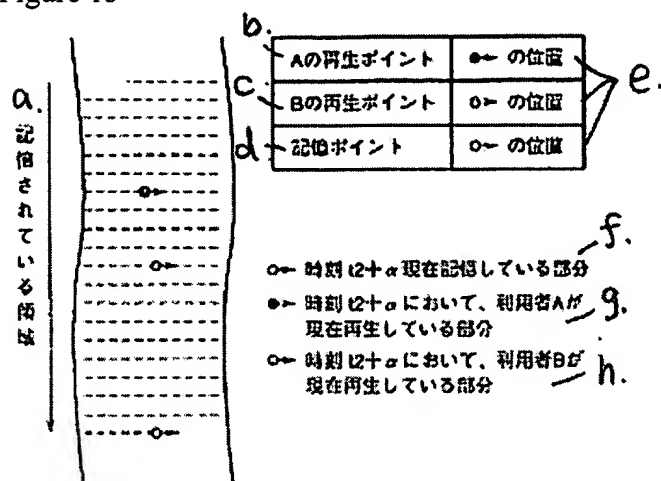 Figure 18
b.
Aの再生ポイント ●→ の位置
c
Bの再生ポイント ○→ の位置
e.
d
記憶ポイント ○→ の位置
a.
記憶されている領域
f.
○→ 時刻t2+α現在記憶している部分
g.
●→ 時刻t2+αにおいて、利用者Aが
現在再生している部分
h.
○→ 時刻t2+αにおいて、利用者Bが
現在再生している部分